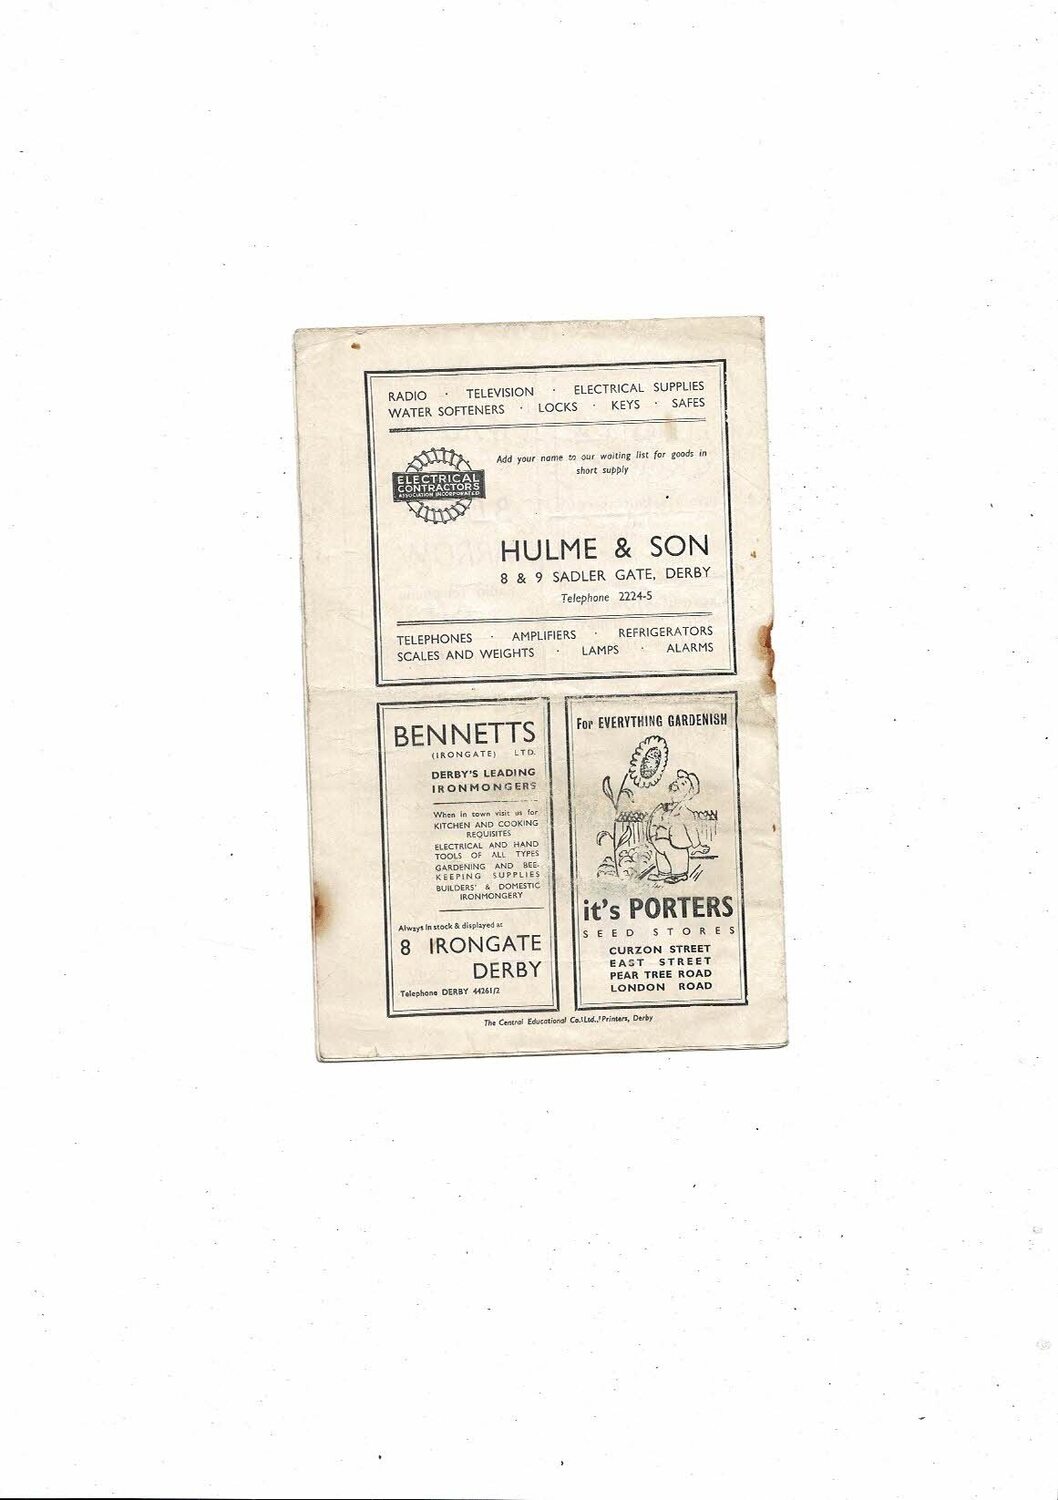 RADIO · TELEVISION · ELECTRICAL SUPPLIES
WATER SOFTENERS · LOCKS · KEYS · SAFES
ELECTRICAL
CONTRACTORS
ASSOCIATION INCORPORATED
Add your name to our waiting list for goods in
short supply
HULME & SON
8 & 9 SADLER GATE, DERBY
Telephone 2224-5
TELEPHONES · AMPLIFIERS · REFRIGERATORS
SCALES AND WEIGHTS · LAMPS · ALARMS
BENNETTS
(IRONGATE) LTD.
DERBY'S LEADING
IRONMONGERS
When in town visit us for
KITCHEN AND COOKING
REQUISITES
ELECTRICAL AND HAND
TOOLS OF ALL TYPES
GARDENING AND BEE-
KEEPING SUPPLIES
BUILDERS' & DOMESTIC
IRONMONGERY
Always in stock & displayed at
8 IRONGATE
DERBY
Telephone DERBY 44261/2
For EVERYTHING GARDENISH
it's PORTERS
SEED STORES
CURZON STREET
EAST STREET
PEAR TREE ROAD
LONDON ROAD
The Central Educational Co. Ltd., Printers, Derby